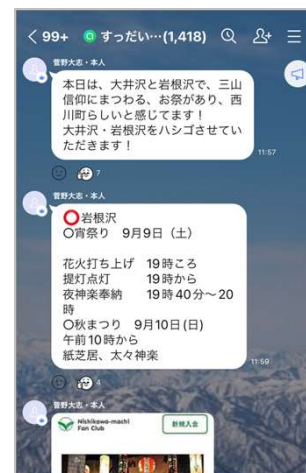 99+ すっだい…(1,418)
菅野大志・本人
本日は、大井沢と岩根沢で、三山
信仰にまつわる、お祭があり、西
川町らしいと感じてます！
大井沢・岩根沢をハシゴさせてい
ただきます！
11:57
7
菅野大志・本人
⭕岩根沢
○宵祭り　9月9日（土）
花火打ち上げ　19時ころ
提灯点灯　19時から
夜神楽奉納　19時40分〜20
時
○秋まつり　9月10日(日)
午前10時から
紙芝居、太々神楽
11:59
4
菅野大志・本人
Nishikawa-machi
Fan Club
新規入会